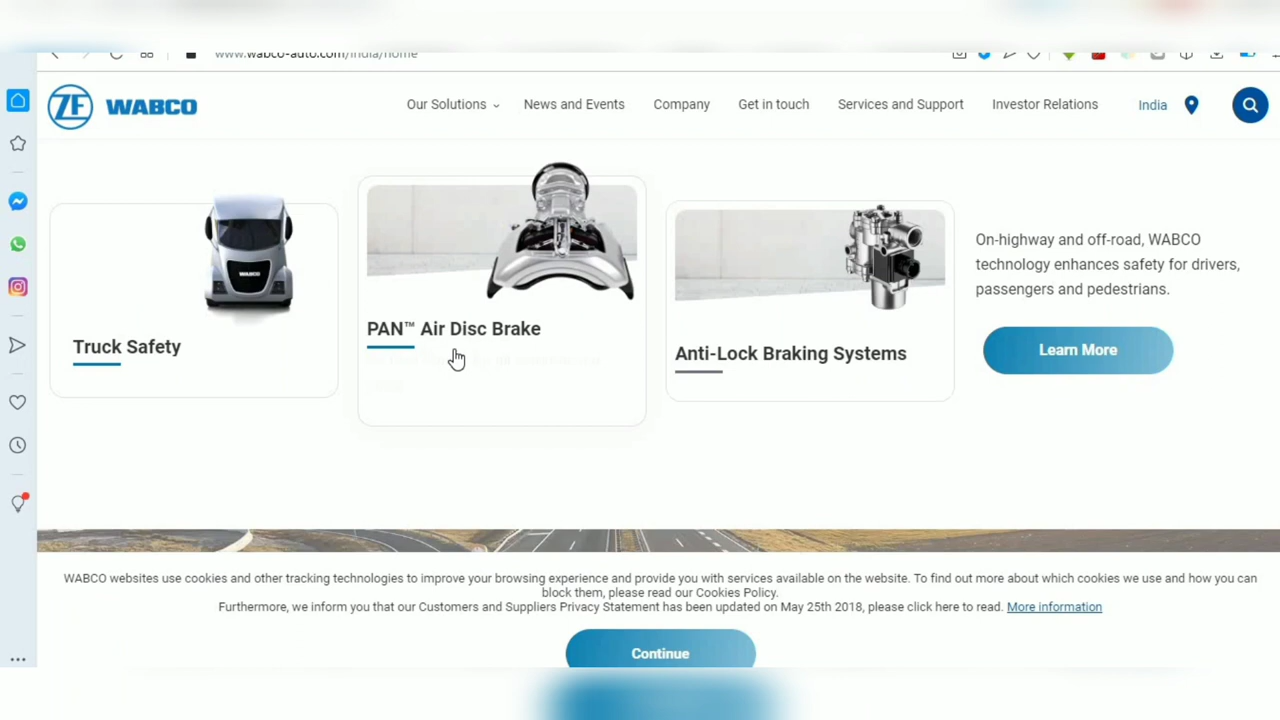 www.wabco-auto.com/india/home
ZF WABCO
Our Solutions
News and Events
Company
Get in touch
Services and Support
Investor Relations
India
WABCO
Truck Safety
PAN™ Air Disc Brake
Anti-Lock Braking Systems
On-highway and off-road, WABCO
technology enhances safety for drivers,
passengers and pedestrians.
Learn More
WABCO websites use cookies and other tracking technologies to improve your browsing experience and provide you with services available on the website. To find out more about which cookies we use and how you can
block them, please read our Cookies Policy.
Furthermore, we inform you that our Customers and Suppliers Privacy Statement has been updated on May 25th 2018, please click here to read. More information
Continue